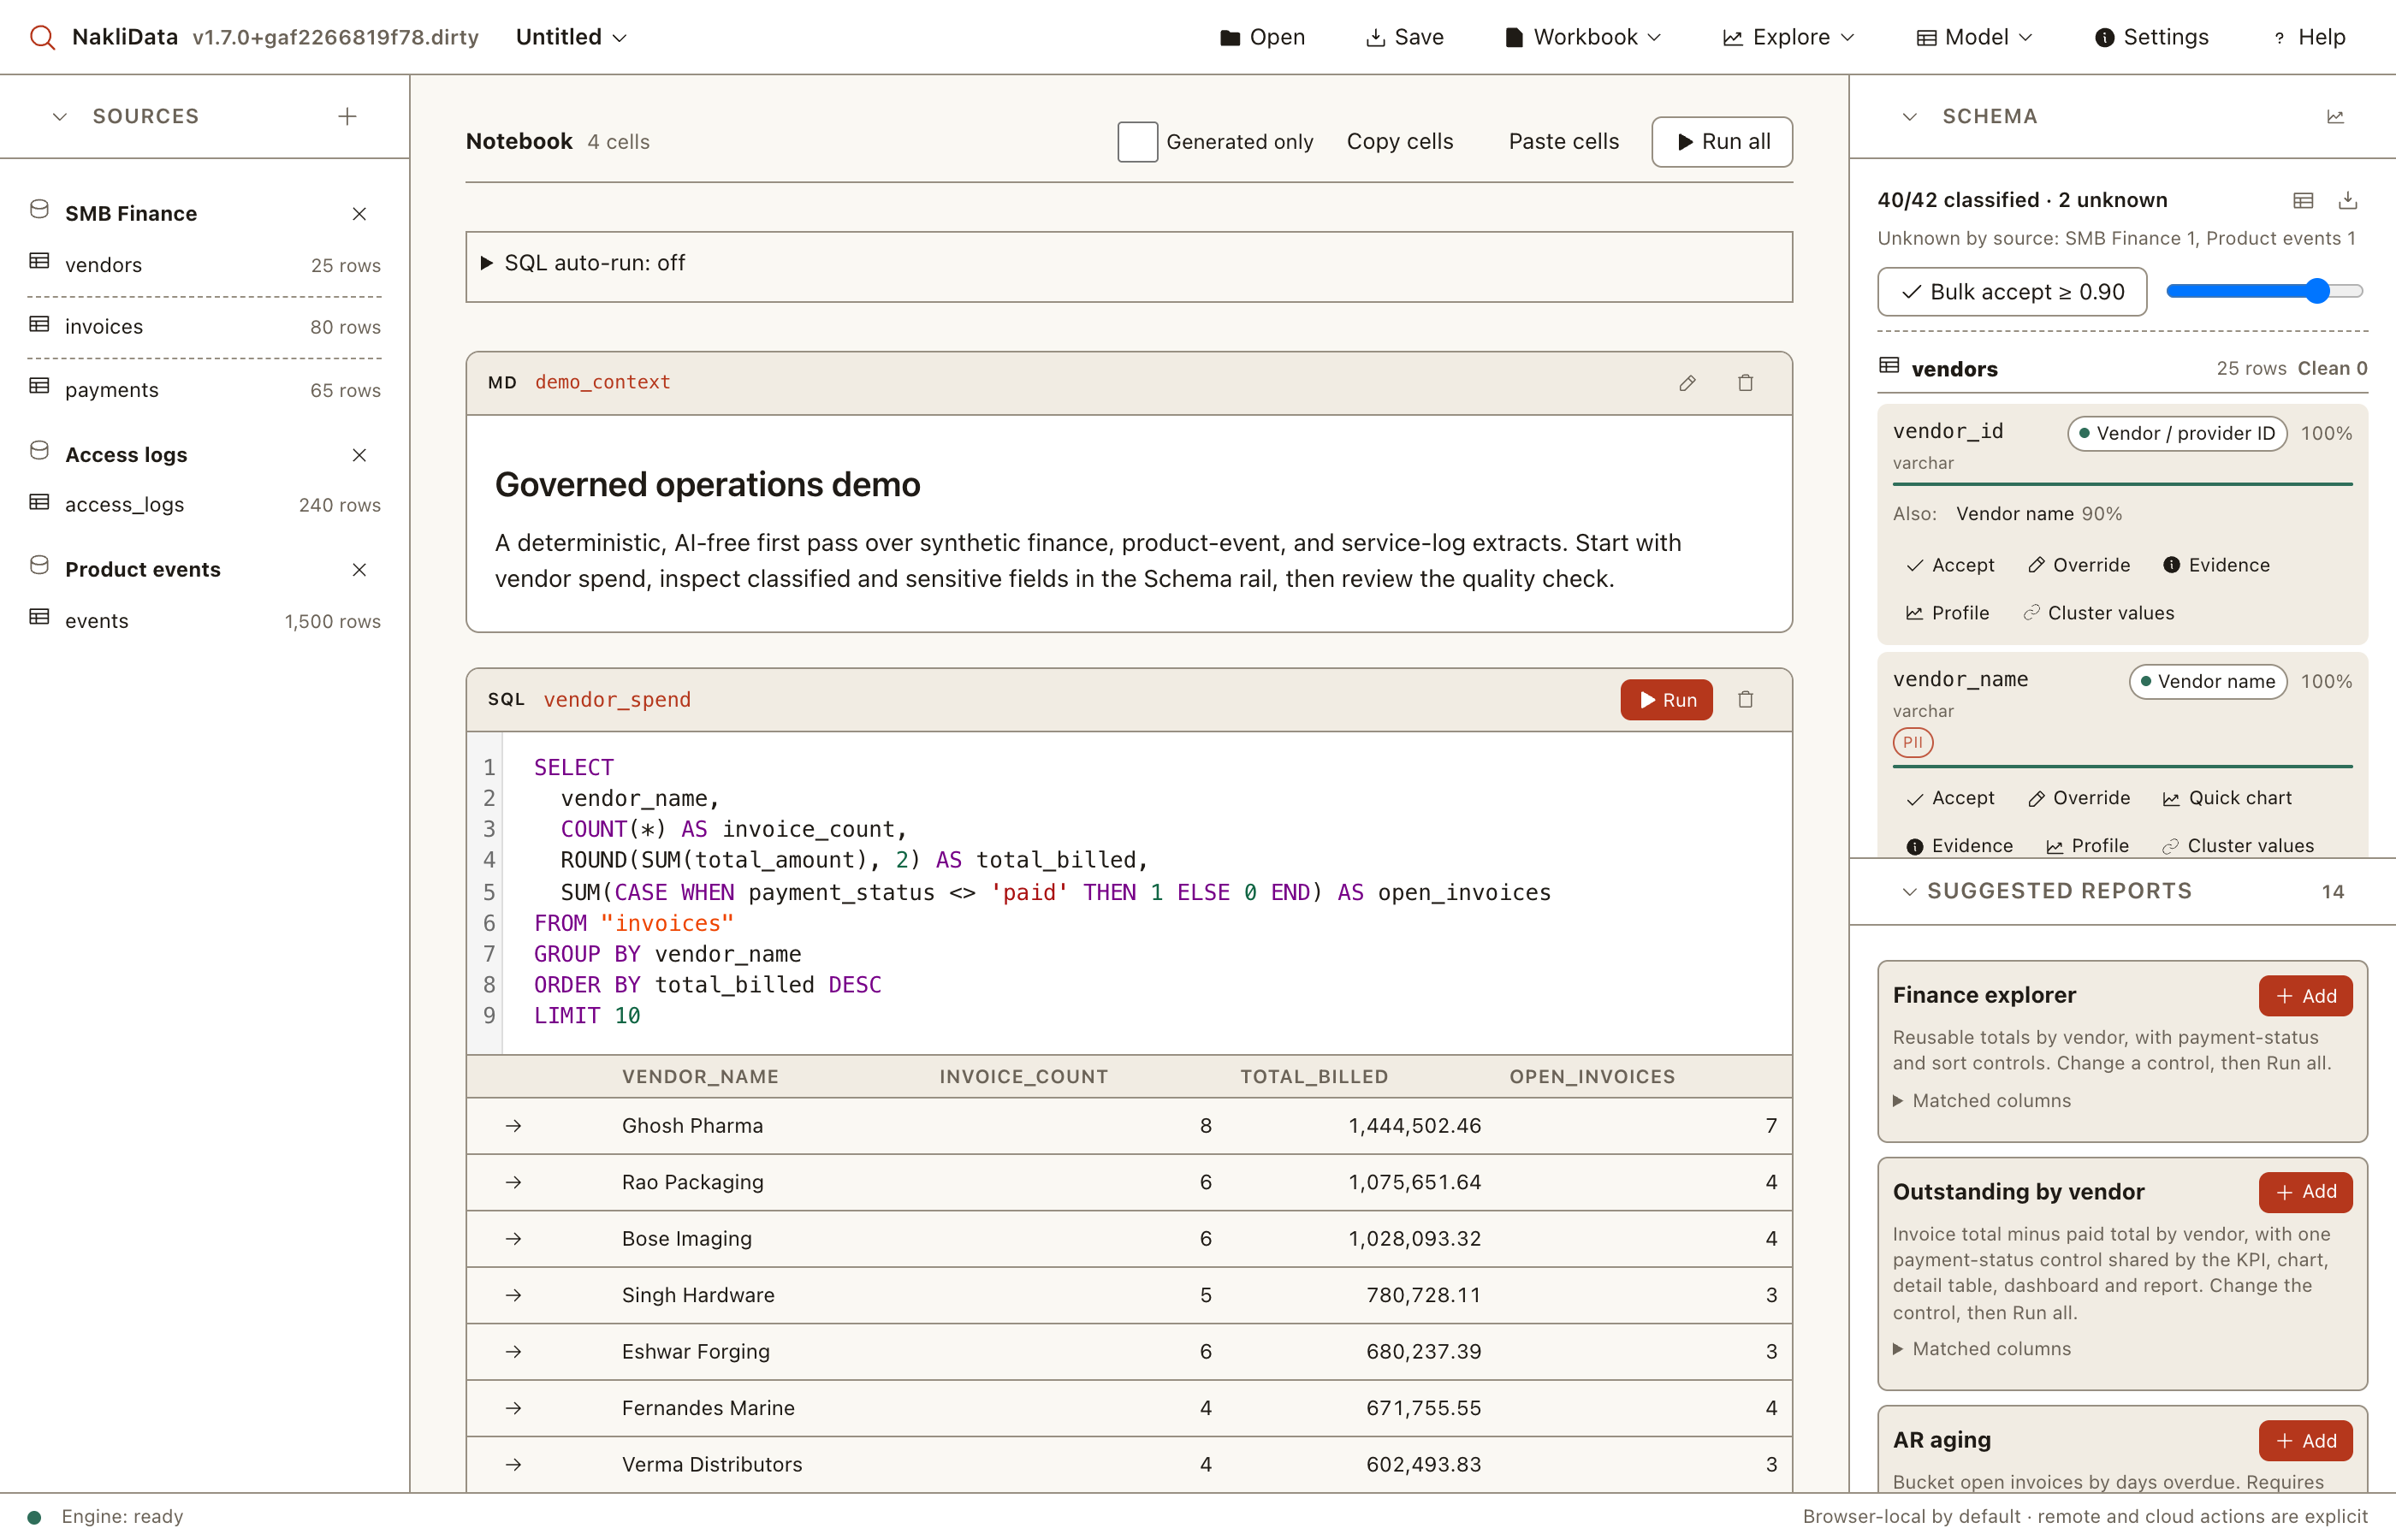 NakliData v1.7.0+gaf2266819f78.dirty Untitled Open Save Workbook Explore Model Settings ? Help
SOURCES
SMB Finance
vendors 25 rows
invoices 80 rows
payments 65 rows
Access logs
access_logs 240 rows
Product events
events 1,500 rows
Notebook 4 cells Generated only Copy cells Paste cells Run all
SQL auto-run: off
MD demo_context
Governed operations demo
A deterministic, AI-free first pass over synthetic finance, product-event, and service-log extracts. Start with
vendor spend, inspect classified and sensitive fields in the Schema rail, then review the quality check.
SQL vendor_spend Run
1 SELECT
2 vendor_name,
3 COUNT(*) AS invoice_count,
4 ROUND(SUM(total_amount), 2) AS total_billed,
5 SUM(CASE WHEN payment_status <> 'paid' THEN 1 ELSE 0 END) AS open_invoices
6 FROM "invoices"
7 GROUP BY vendor_name
8 ORDER BY total_billed DESC
9 LIMIT 10
VENDOR_NAME INVOICE_COUNT TOTAL_BILLED OPEN_INVOICES
→ Ghosh Pharma 8 1,444,502.46 7
→ Rao Packaging 6 1,075,651.64 4
→ Bose Imaging 6 1,028,093.32 4
→ Singh Hardware 5 780,728.11 3
→ Eshwar Forging 6 680,237.39 3
→ Fernandes Marine 4 671,755.55 4
→ Verma Distributors 4 602,493.83 3
SCHEMA
40/42 classified · 2 unknown
Unknown by source: SMB Finance 1, Product events 1
Bulk accept ≥ 0.90
vendors 25 rows Clean 0
vendor_id Vendor / provider ID 100%
varchar
Also: Vendor name 90%
Accept Override Evidence
Profile Cluster values
vendor_name Vendor name 100%
varchar
PII
Accept Override Quick chart
Evidence Profile Cluster values
SUGGESTED REPORTS 14
Finance explorer + Add
Reusable totals by vendor, with payment-status
and sort controls. Change a control, then Run all.
Matched columns
Outstanding by vendor + Add
Invoice total minus paid total by vendor, with one
payment-status control shared by the KPI, chart,
detail table, dashboard and report. Change the
control, then Run all.
Matched columns
AR aging + Add
Bucket open invoices by days overdue. Requires
Engine: ready
Browser-local by default · remote and cloud actions are explicit